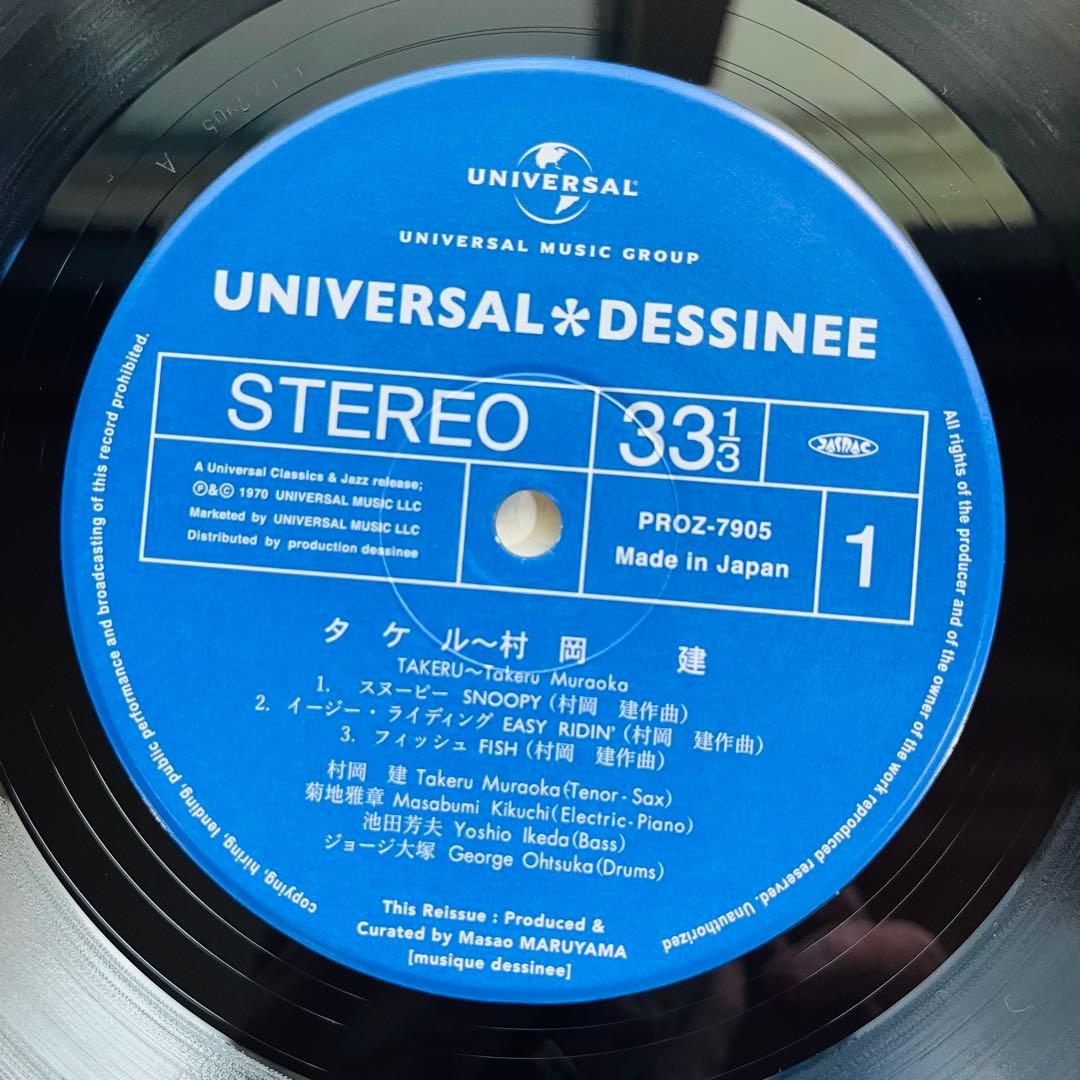 UNIVERSAL
UNIVERSAL MUSIC GROUP
UNIVERSAL*DESSINEE
STEREO
33 1/3
JASRAC
A Universal Classics & Jazz release;
℗&© 1970 UNIVERSAL MUSIC LLC
Marketed by UNIVERSAL MUSIC LLC
Distributed by production dessinee
PROZ-7905
Made in Japan
1
タケル～村岡 建
TAKERU～Takeru Muraoka
1. スヌーピー SNOOPY (村岡 建作曲)
2. イージー・ライディング EASY RIDIN' (村岡 建作曲)
3. フィッシュ FISH (村岡 建作曲)
村岡 建 Takeru Muraoka (Tenor-Sax)
菊地雅章 Masabumi Kikuchi (Electric-Piano)
池田芳夫 Yoshio Ikeda (Bass)
ジョージ大塚 George Ohtsuka (Drums)
This Reissue : Produced &
Curated by Masao MARUYAMA
[musique dessinee]
All rights of the producer and of the owner of the work reproduced reserved. Unauthorized
copying, hiring, lending, public performance and broadcasting of this record prohibited.
7905 A